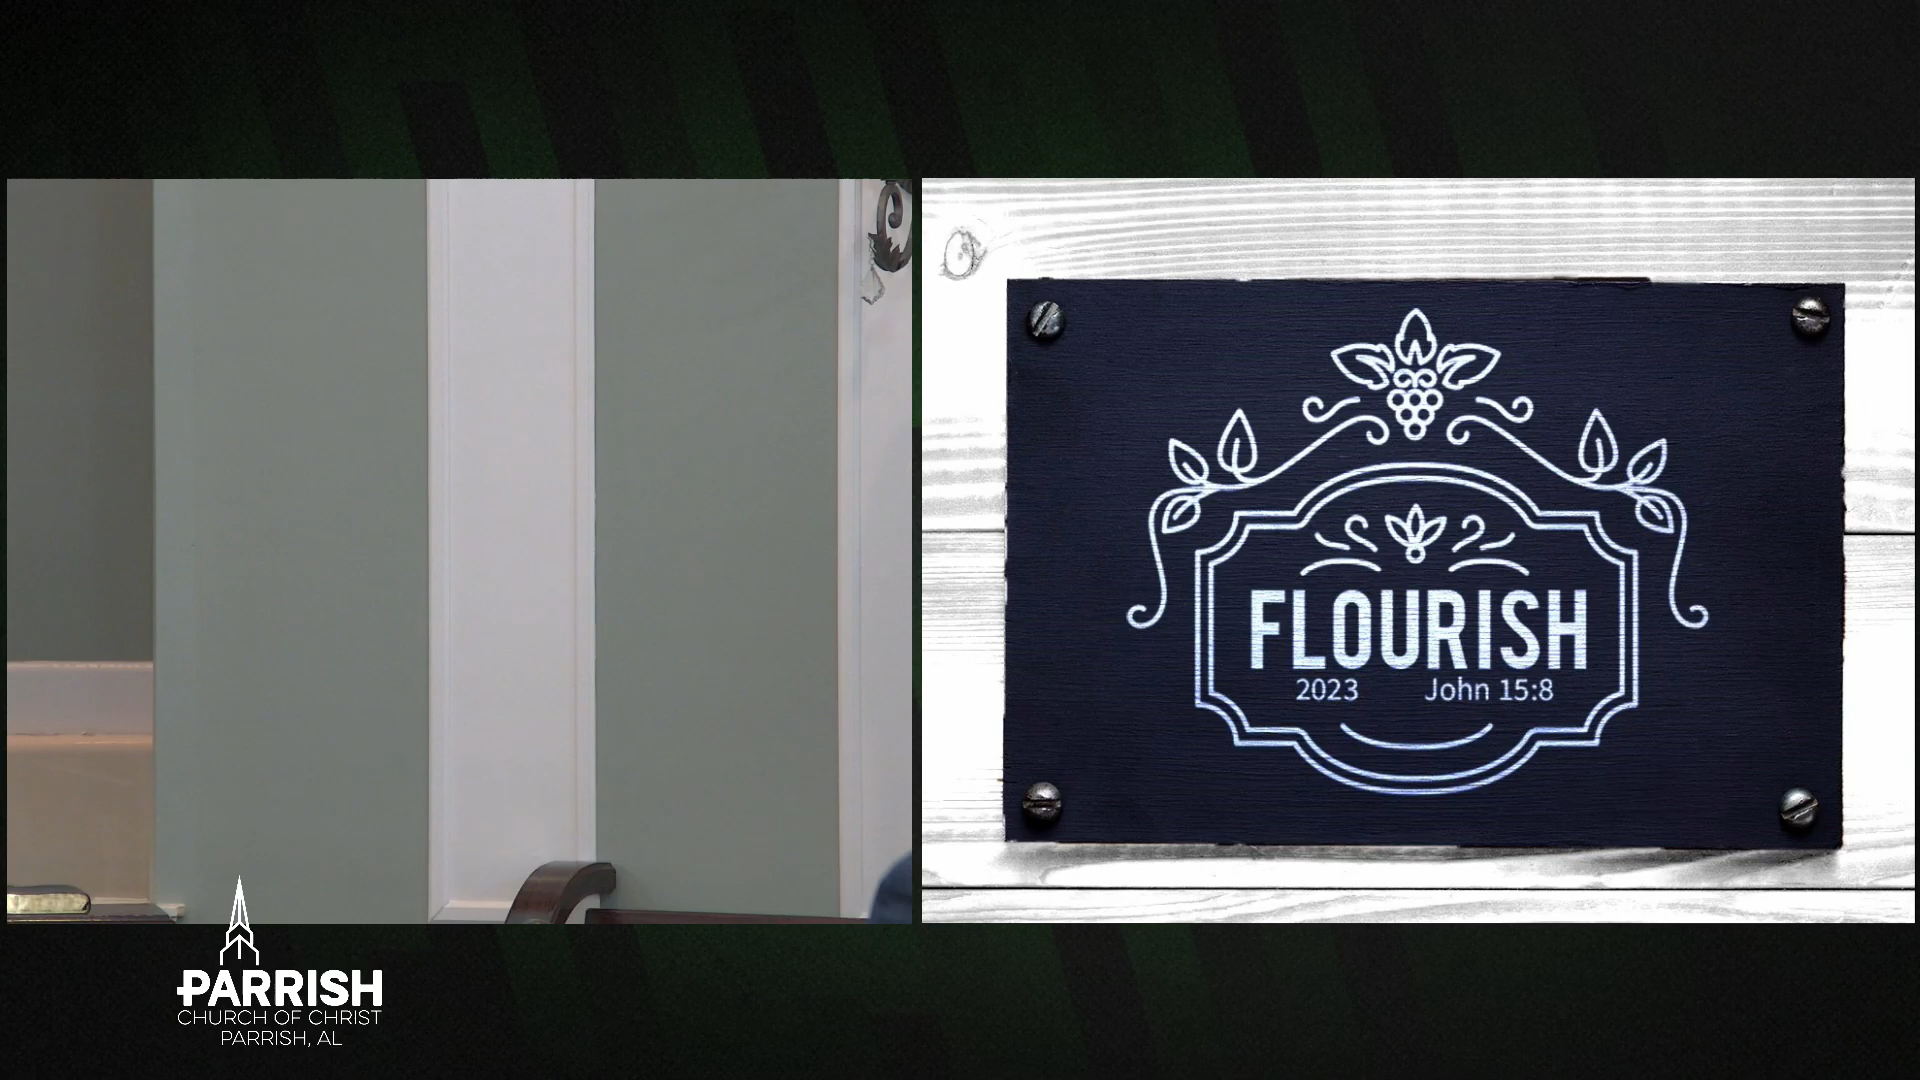 FLOURISH
2023 John 15:8
PARRISH
CHURCH OF CHRIST
PARRISH, AL